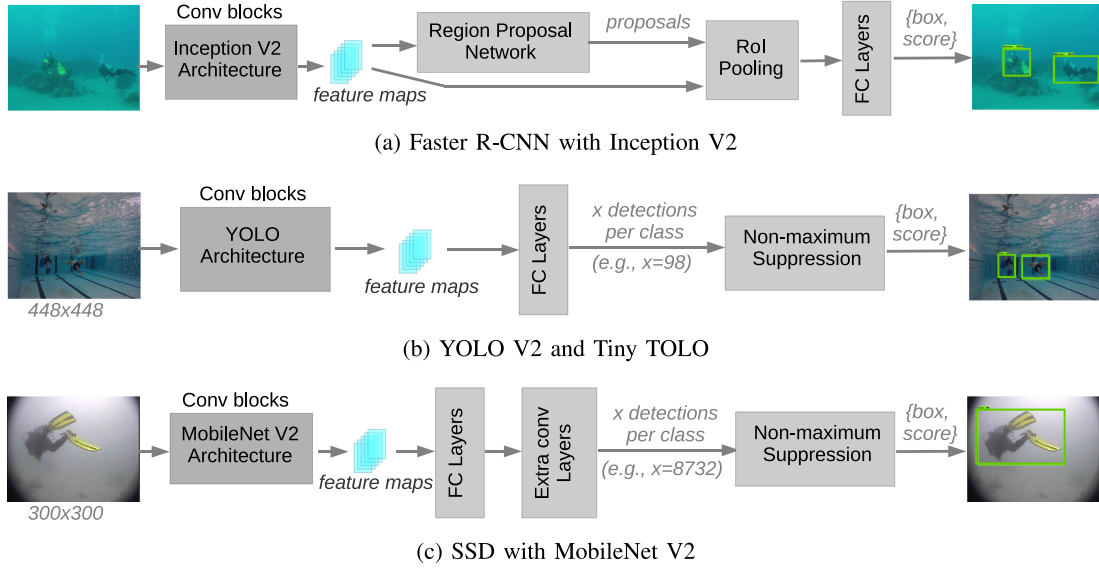 Conv blocks
Inception V2
Architecture
feature maps
Region Proposal
Network
proposals
RoI
Pooling
FC Layers
{box,
score}
(a) Faster R-CNN with Inception V2
Conv blocks
YOLO
Architecture
448x448
feature maps
FC Layers
x detections
per class
(e.g., x=98)
Non-maximum
Suppression
{box,
score}
(b) YOLO V2 and Tiny TOLO
Conv blocks
MobileNet V2
Architecture
300x300
feature maps
FC Layers
Extra conv
Layers
x detections
per class
(e.g., x=8732)
Non-maximum
Suppression
{box,
score}
(c) SSD with MobileNet V2